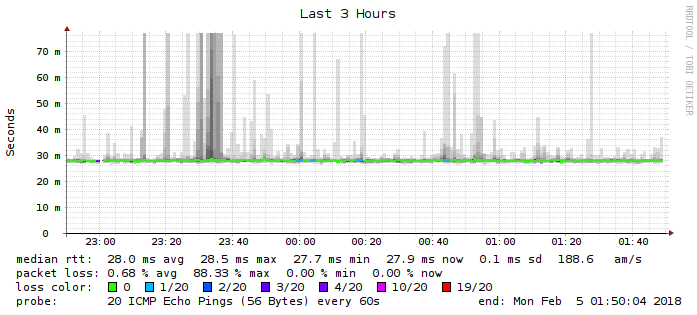 Last 3 Hours
RRDTOOL / TOBI OETIKER
Seconds
70 m
60 m
50 m
40 m
30 m
20 m
10 m
0
23:00 23:20 23:40 00:00 00:20 00:40 01:00 01:20 01:40
median rtt: 28.0 ms avg 28.5 ms max 27.7 ms min 27.9 ms now 0.1 ms sd 188.6 am/s
packet loss: 0.68 % avg 88.33 % max 0.00 % min 0.00 % now
loss color: 0 1/20 2/20 3/20 4/20 10/20 19/20
probe: 20 ICMP Echo Pings (56 Bytes) every 60s end: Mon Feb 5 01:50:04 2018